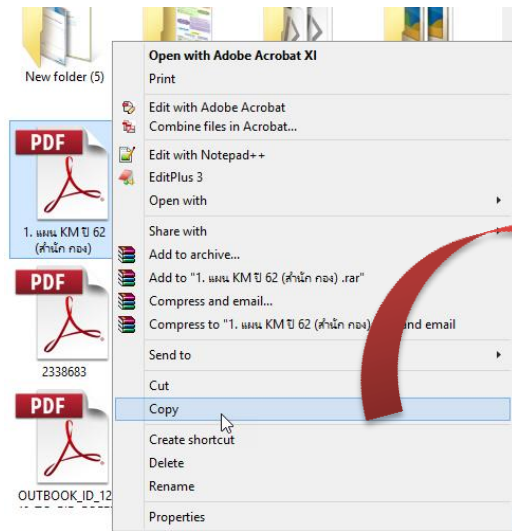 New folder (5)
PDF
1. แผน KM ปี 62
(สำนัก กอง)
PDF
2338683
PDF
OUTBOOK_ID_12
Open with Adobe Acrobat XI
Print
Edit with Adobe Acrobat
Combine files in Acrobat...
Edit with Notepad++
EditPlus 3
Open with
Share with
Add to archive...
Add to "1. แผน KM ปี 62 (สำนัก กอง) .rar"
Compress and email...
Compress to "1. แผน KM ปี 62 (สำนัก กอง) nd email
Send to
Cut
Copy
Create shortcut
Delete
Rename
Properties